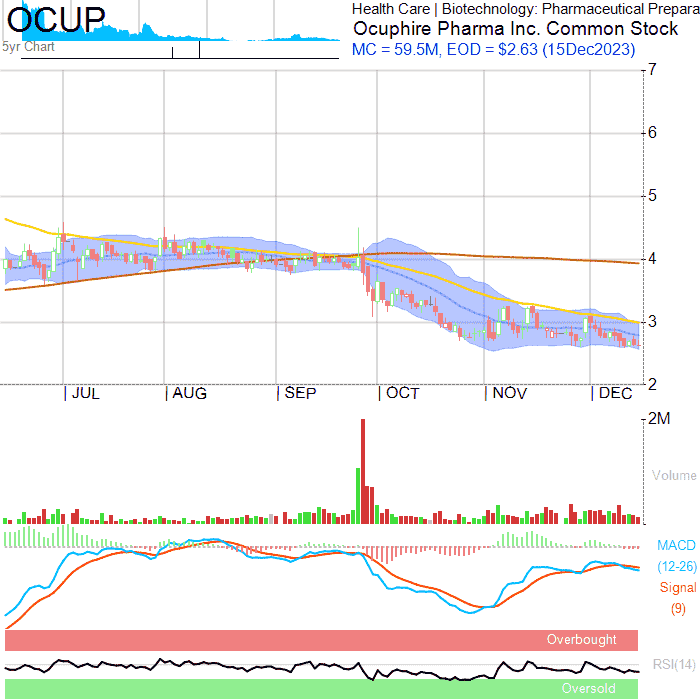 OCUP
5yr Chart
Health Care | Biotechnology: Pharmaceutical Prepara
Ocuphire Pharma Inc. Common Stock
MC = 59.5M, EOD = $2.63 (15Dec2023)
7
6
5
4
3
2
| JUL | AUG | SEP | OCT | NOV | DEC
2M
Volume
MACD
(12-26)
Signal
(9)
Overbought
RSI(14)
Oversold